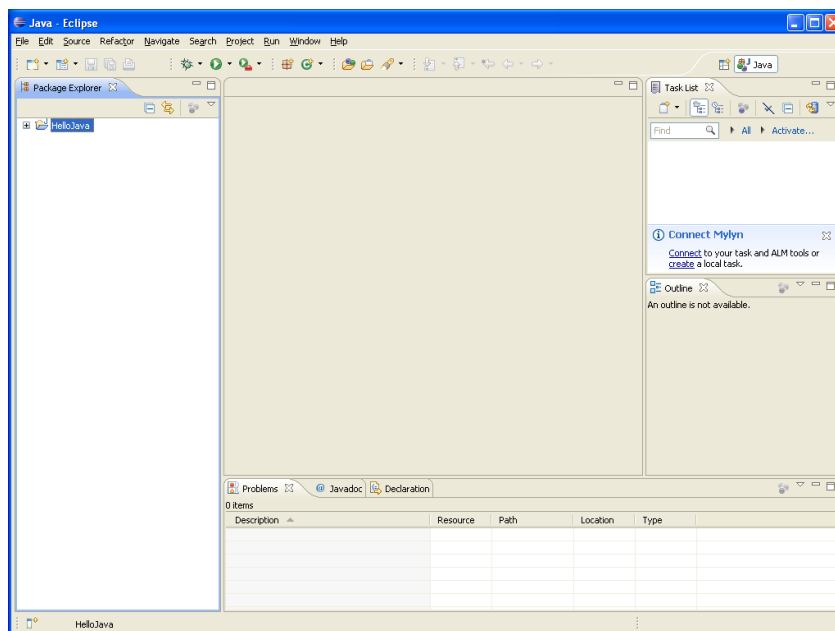 Java - Eclipse
File Edit Source Refactor Navigate Search Project Run Window Help
Java
Package Explorer
HelloJava
Task List
Find All Activate...
Connect Mylyn
Connect to your task and ALM tools or
create a local task.
Outline
An outline is not available.
Problems @ Javadoc Declaration
0 items
Description Resource Path Location Type
HelloJava